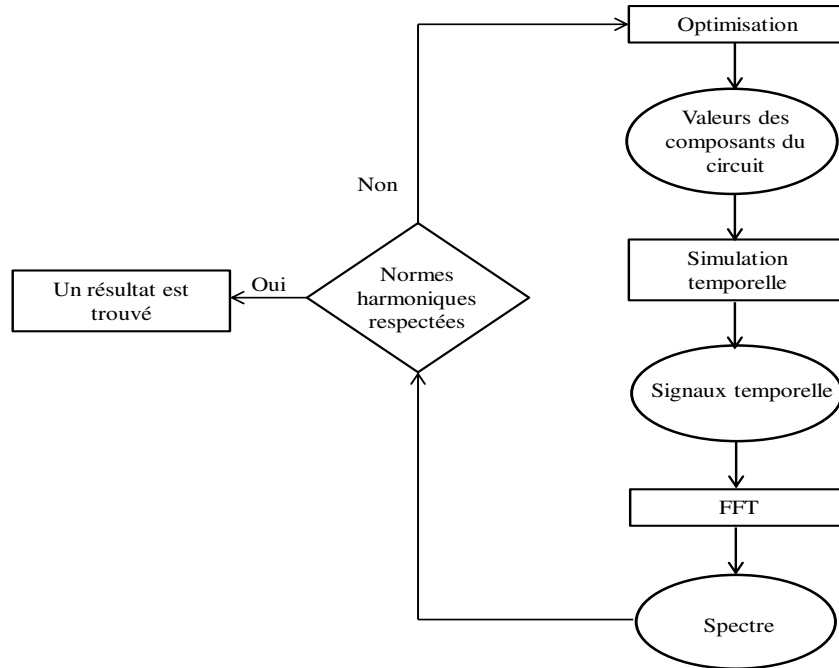 Optimisation
Valeurs des
composants du
circuit
Non
Simulation
temporelle
Oui
Un résultat est
trouvé
Normes
harmoniques
respectées
Signaux temporelle
FFT
Spectre